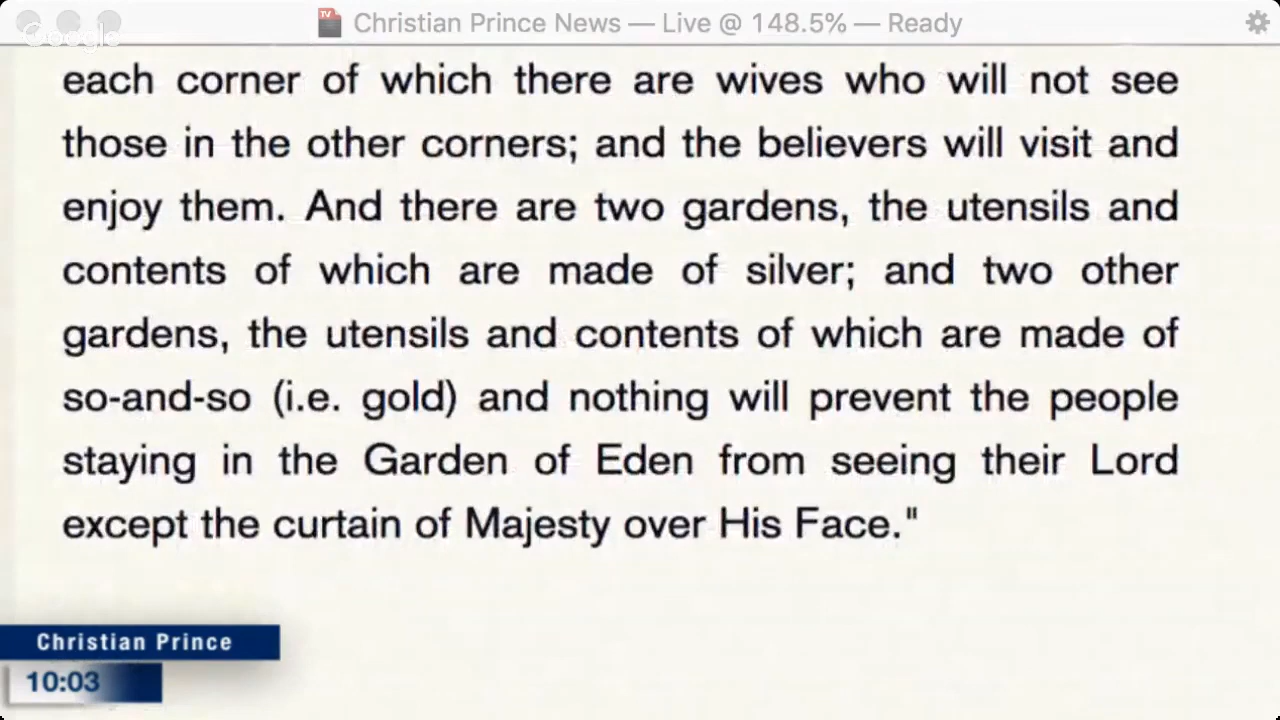 TV
Christian Prince News — Live @ 148.5% — Ready
Google
each corner of which there are wives who will not see
those in the other corners; and the believers will visit and
enjoy them. And there are two gardens, the utensils and
contents of which are made of silver; and two other
gardens, the utensils and contents of which are made of
so-and-so (i.e. gold) and nothing will prevent the people
staying in the Garden of Eden from seeing their Lord
except the curtain of Majesty over His Face."
Christian Prince
10:03